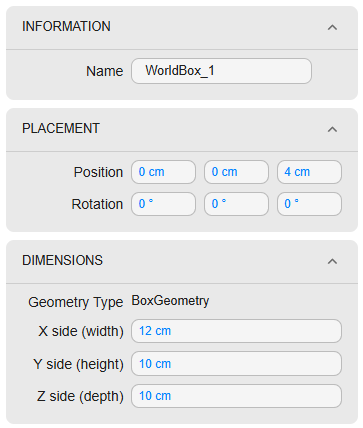 INFORMATION
Name WorldBox_1
PLACEMENT
Position 0 cm 0 cm 4 cm
Rotation 0 ° 0 ° 0 °
DIMENSIONS
Geometry Type BoxGeometry
X side (width) 12 cm
Y side (height) 10 cm
Z side (depth) 10 cm